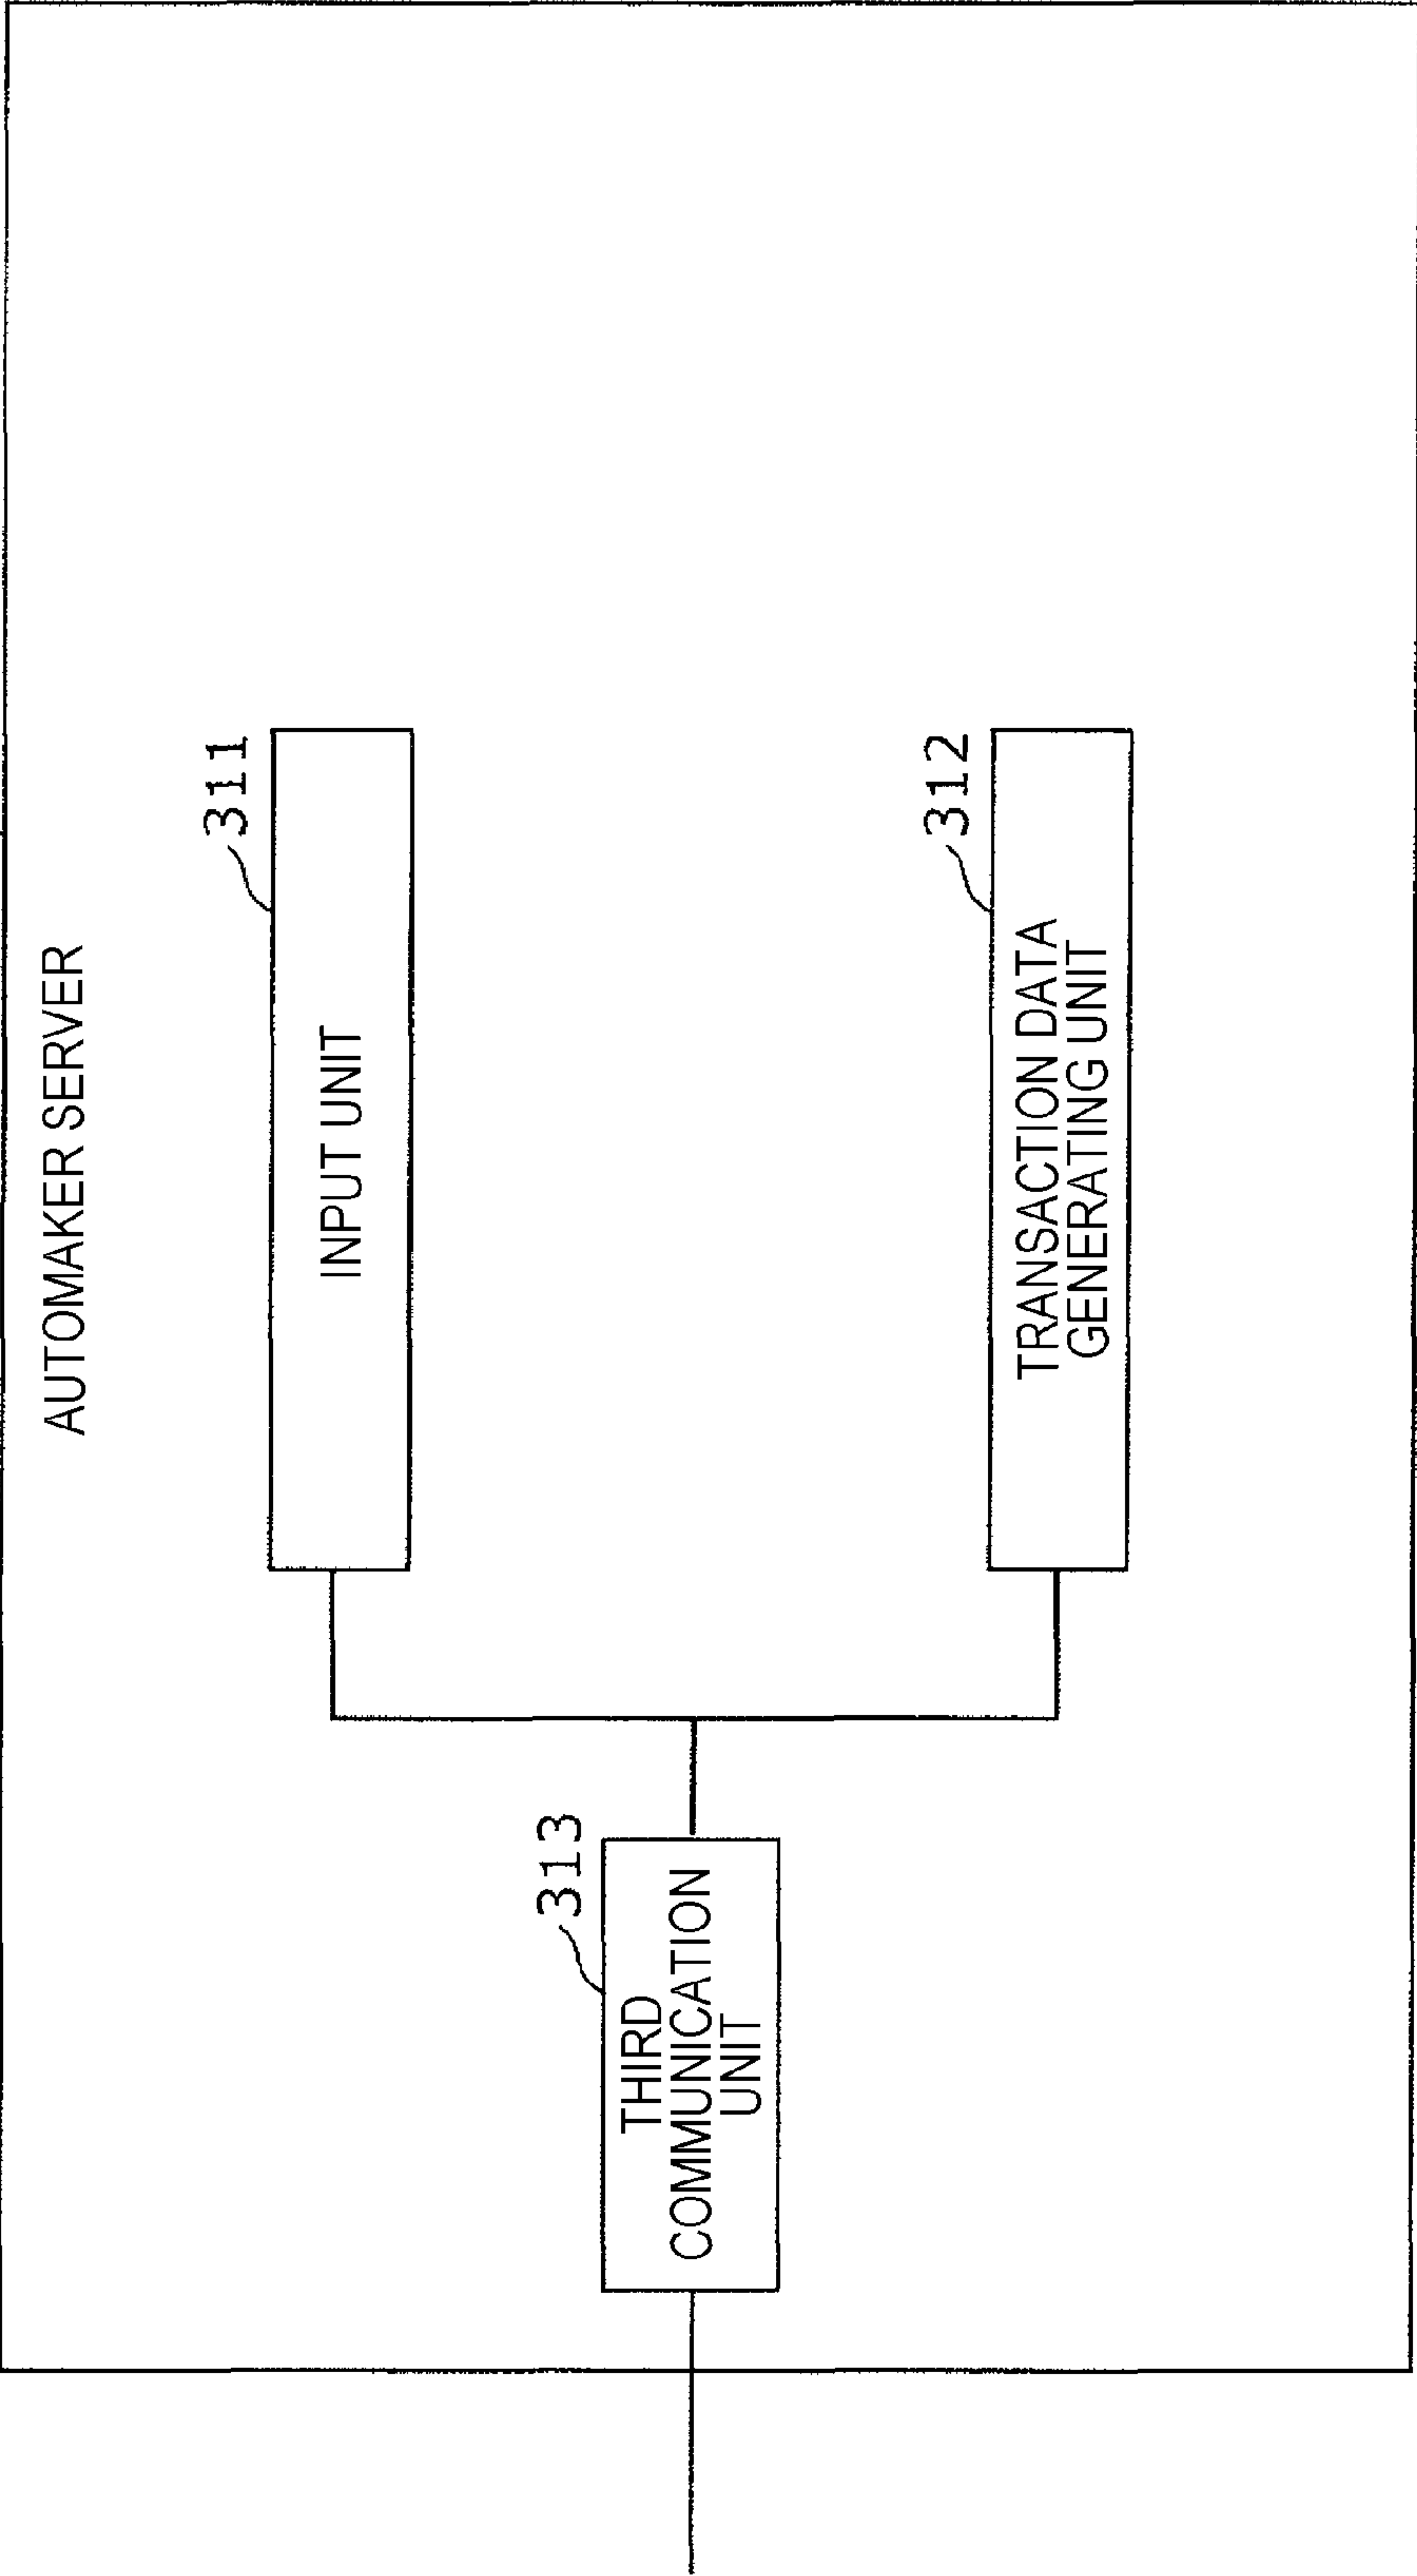 AUTOMAKER SERVER
311
INPUT UNIT
313
THIRD
COMMUNICATION
UNIT
312
TRANSACTION DATA
GENERATING UNIT